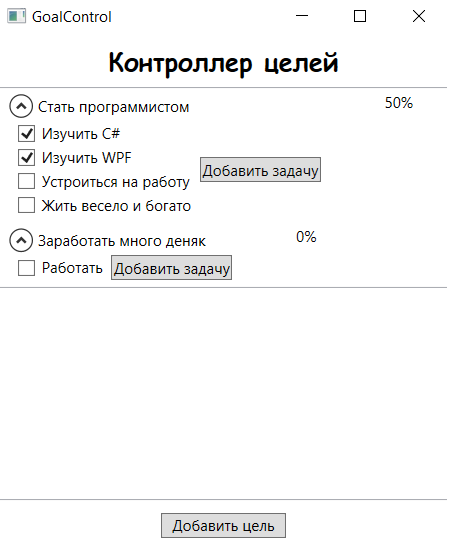 GoalControl
Контроллер целей
Стать программистом 50%
Изучить C#
Изучить WPF
Добавить задачу
Устроиться на работу
Жить весело и богато
Заработать много деняк 0%
Работать Добавить задачу
Добавить цель